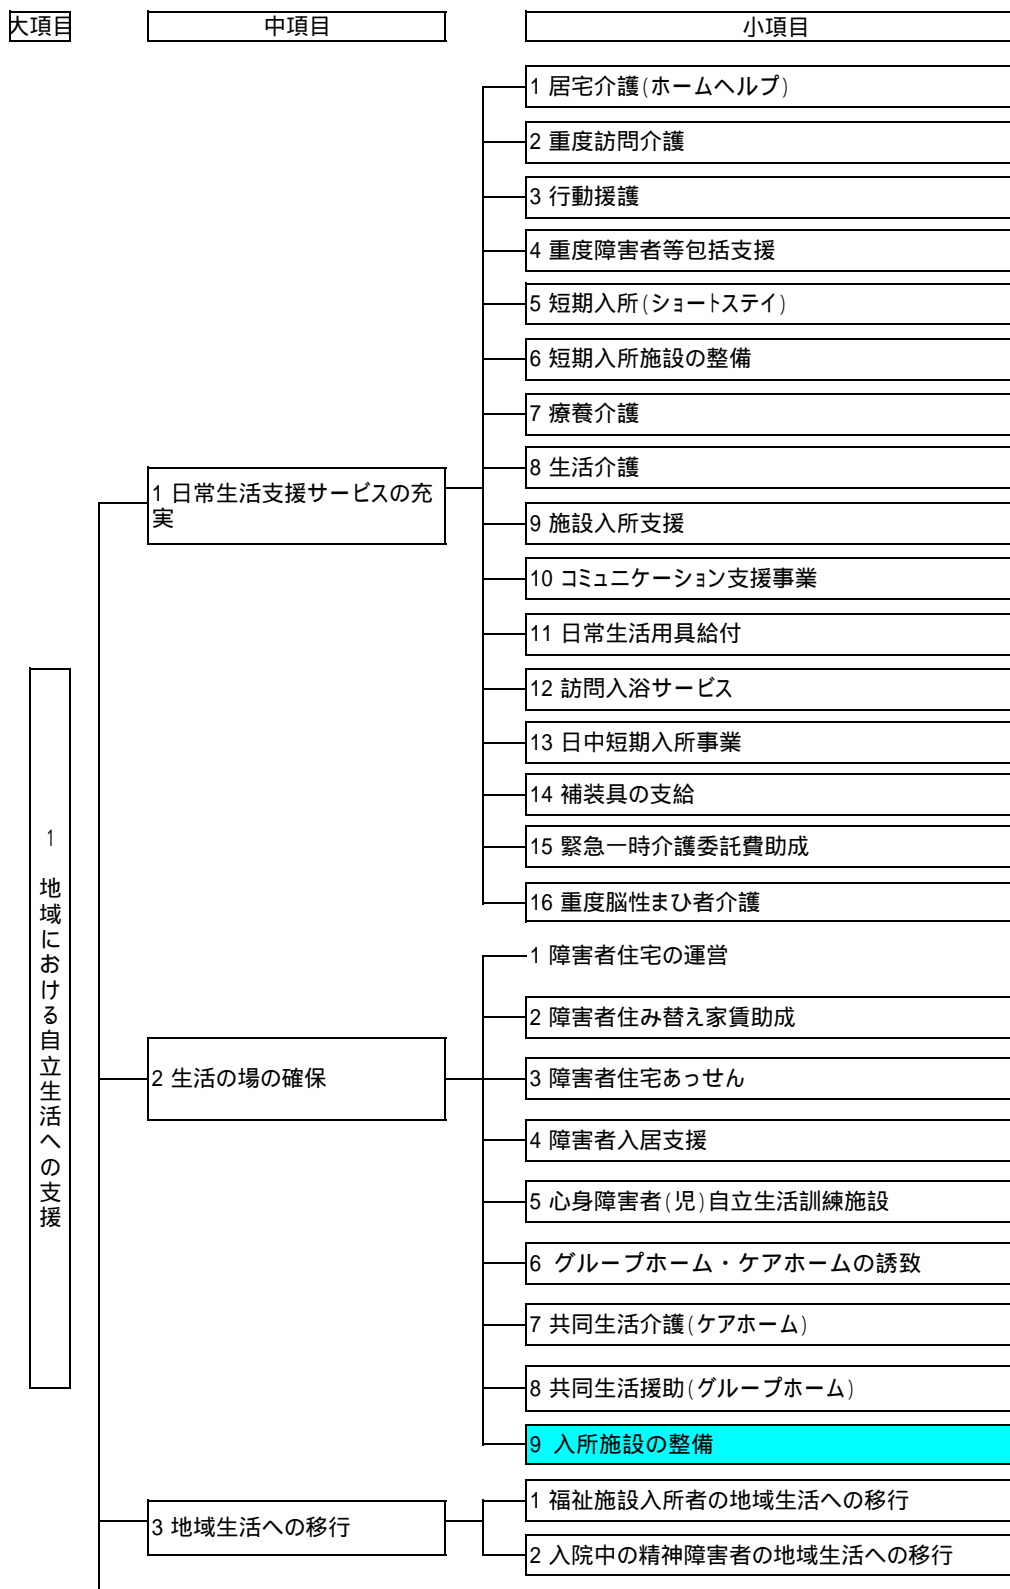 大項目
中項目
小項目
1 地域における自立生活への支援
1 日常生活支援サービスの充
実
1 居宅介護(ホームヘルプ)
2 重度訪問介護
3 行動援護
4 重度障害者等包括支援
5 短期入所(ショートステイ)
6 短期入所施設の整備
7 療養介護
8 生活介護
9 施設入所支援
10 コミュニケーション支援事業
11 日常生活用具給付
12 訪問入浴サービス
13 日中短期入所事業
14 補装具の支給
15 緊急一時介護委託費助成
16 重度脳性まひ者介護
2 生活の場の確保
1 障害者住宅の運営
2 障害者住み替え家賃助成
3 障害者住宅あっせん
4 障害者入居支援
5 心身障害者(児)自立生活訓練施設
6 グループホーム・ケアホームの誘致
7 共同生活介護(ケアホーム)
8 共同生活援助(グループホーム)
9 入所施設の整備
3 地域生活への移行
1 福祉施設入所者の地域生活への移行
2 入院中の精神障害者の地域生活への移行